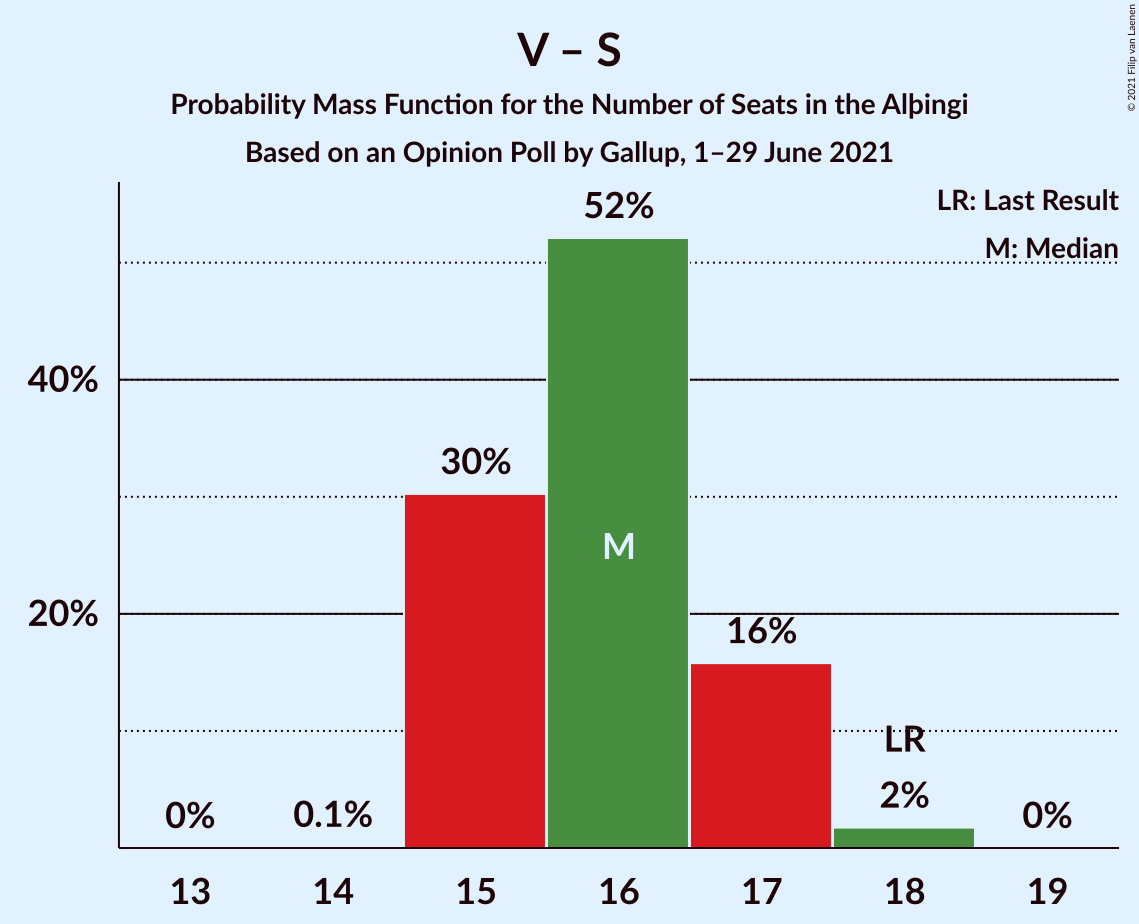 V – S
Probability Mass Function for the Number of Seats in the Alþingi
Based on an Opinion Poll by Gallup, 1–29 June 2021
© 2021 Filip van Laenen
LR: Last Result
M: Median
52%
40%
30%
M
20%
16%
LR
0%
0.1%
2%
0%
13
14
15
16
17
18
19